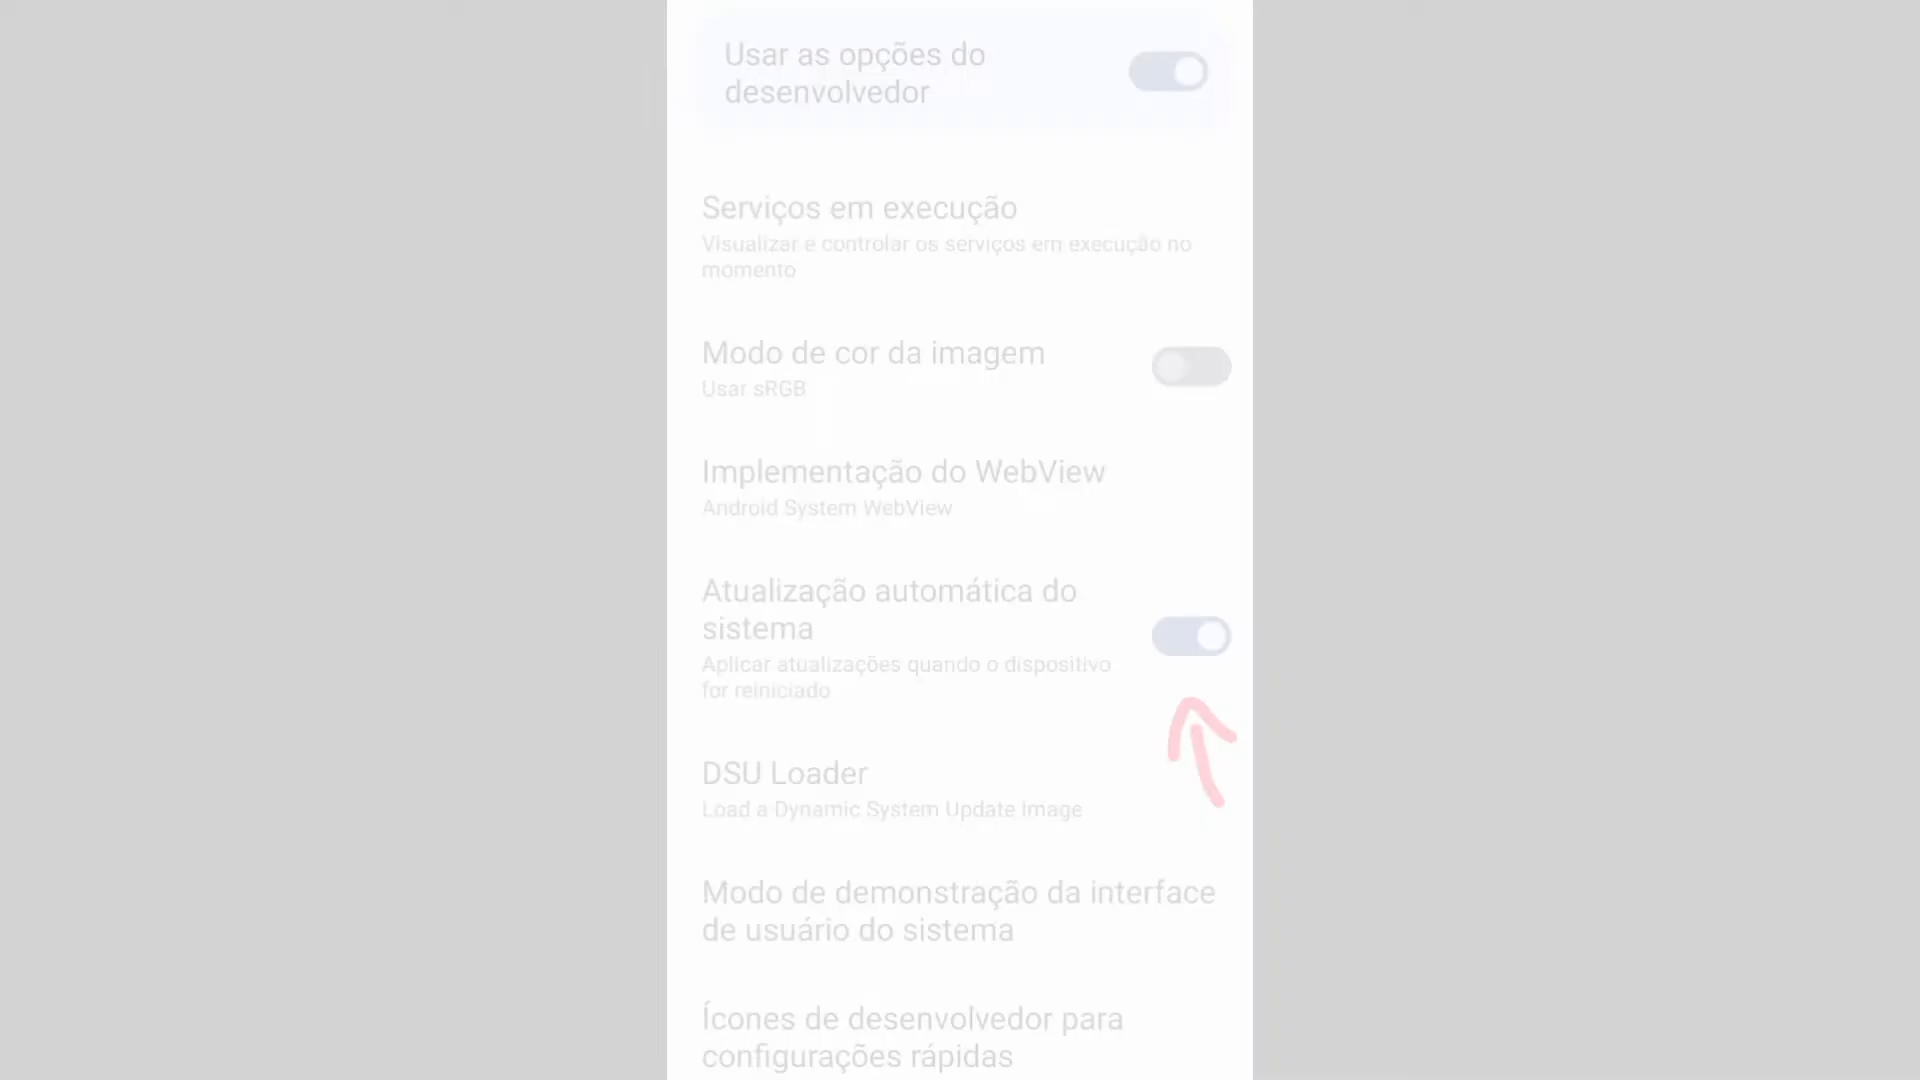 Usar as opções do
desenvolvedor
Serviços em execução
Visualizar e controlar os serviços em execução no
momento
Modo de cor da imagem
Usar sRGB
Implementação do WebView
Android System WebView
Atualização automática do
sistema
Aplicar atualizações quando o dispositivo
for reiniciado
DSU Loader
Load a Dynamic System Update Image
Modo de demonstração da interface
de usuário do sistema
Ícones de desenvolvedor para
configurações rápidas